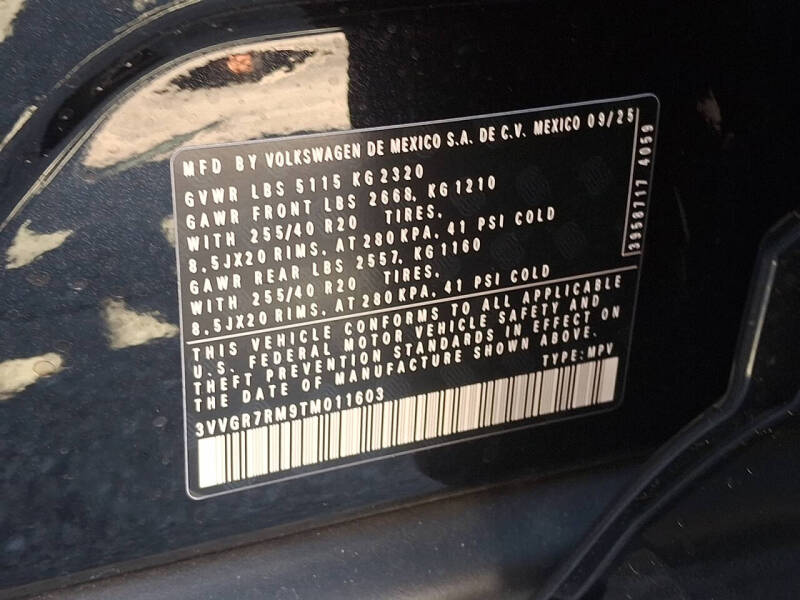 MFD BY VOLKSWAGEN DE MEXICO S.A. DE C.V. MEXICO 09/25
GVWR LBS 5115 KG 2320
GAWR FRONT LBS 2668, KG 1210
WITH 255/40 R20 TIRES,
8,5JX20 RIMS, AT 280 KPA, 41 PSI COLD
GAWR REAR LBS 2557, KG 1160
WITH 255/40 R20 TIRES,
8,5JX20 RIMS, AT 280 KPA, 41 PSI COLD
THIS VEHICLE CONFORMS TO ALL APPLICABLE
U.S. FEDERAL MOTOR VEHICLE SAFETY AND
THEFT PREVENTION STANDARDS IN EFFECT ON
THE DATE OF MANUFACTURE SHOWN ABOVE.
TYPE: MPV
3VVGR7RM9TM011603
3958717 4059